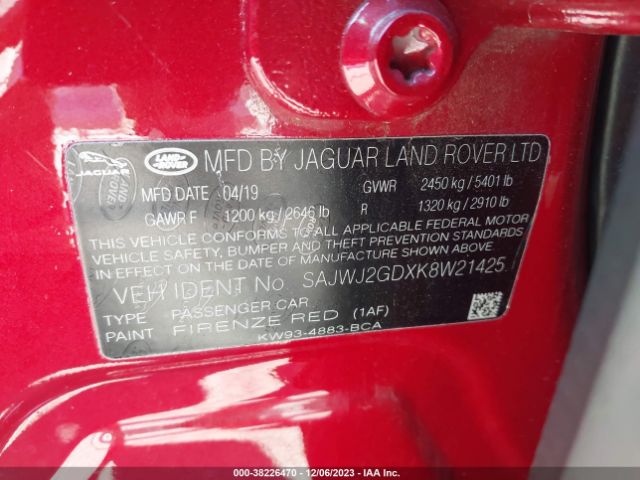 JAGUAR LAND ROVER MFD BY JAGUAR LAND ROVER LTD
MFD DATE 04/19 GVWR 2450 kg / 5401 lb
GAWR F 1200 kg / 2646 lb R 1320 kg / 2910 lb
THIS VEHICLE CONFORMS TO ALL APPLICABLE FEDERAL MOTOR
VEHICLE SAFETY, BUMPER AND THEFT PREVENTION STANDARDS
IN EFFECT ON THE DATE OF MANUFACTURE SHOWN ABOVE
VEH IDENT No SAJWJ2GDXK8W21425
TYPE PASSENGER CAR
PAINT FIRENZE RED (1AF)
KW93-4883-BCA
000-38226470 - 12/06/2023 - IAA Inc.